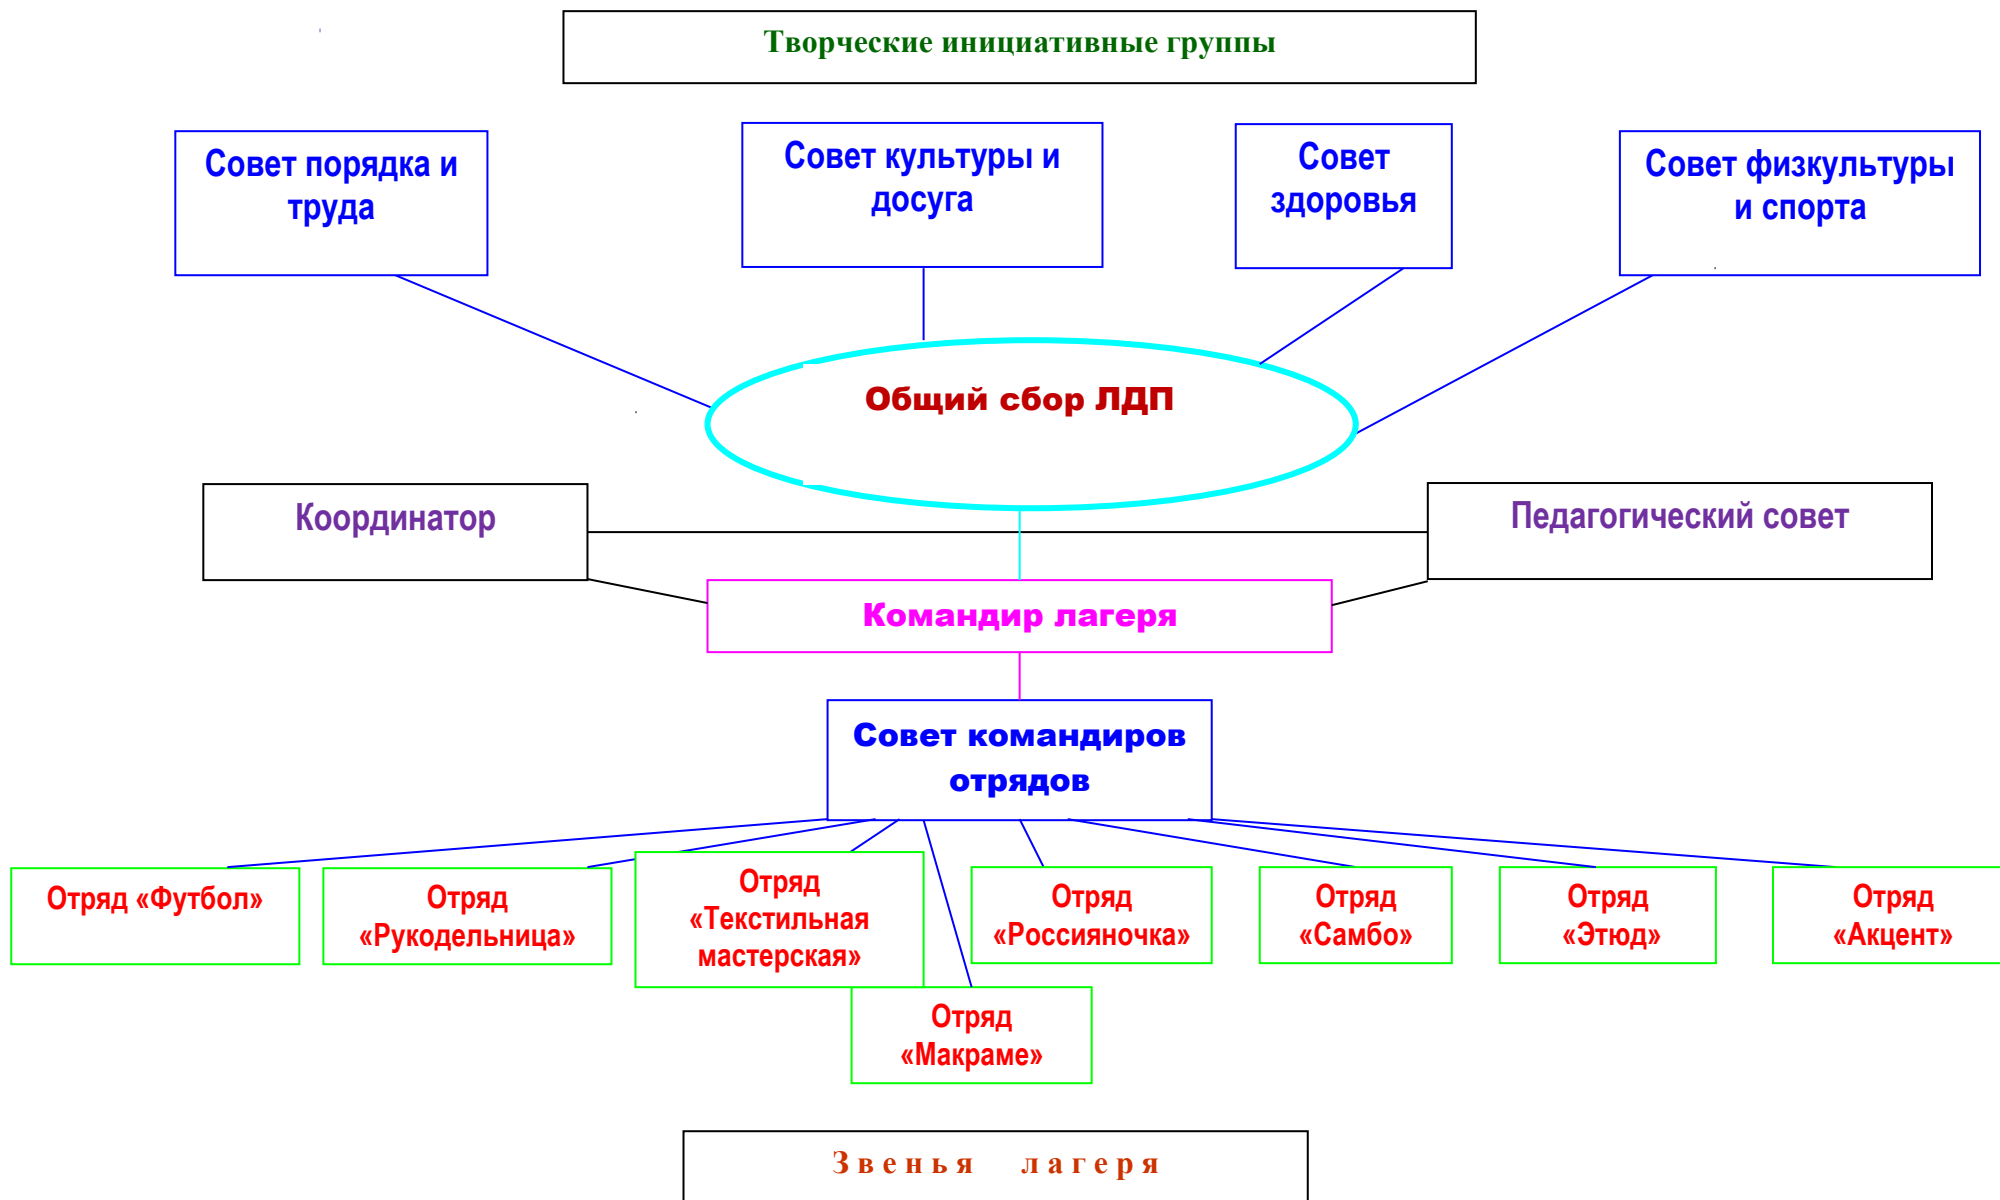 Творческие инициативные группы
Совет порядка и
труда
Совет культуры и
досуга
Совет
здоровья
Совет физкультуры
и спорта
Общий сбор ЛДП
Координатор
Педагогический совет
Командир лагеря
Совет командиров
отрядов
Отряд «Футбол»
Отряд
«Рукодельница»
Отряд
«Текстильная
мастерская»
Отряд
«Россияночка»
Отряд
«Самбо»
Отряд
«Этюд»
Отряд
«Акцент»
Отряд
«Макраме»
З в е н ь я л а г е р я